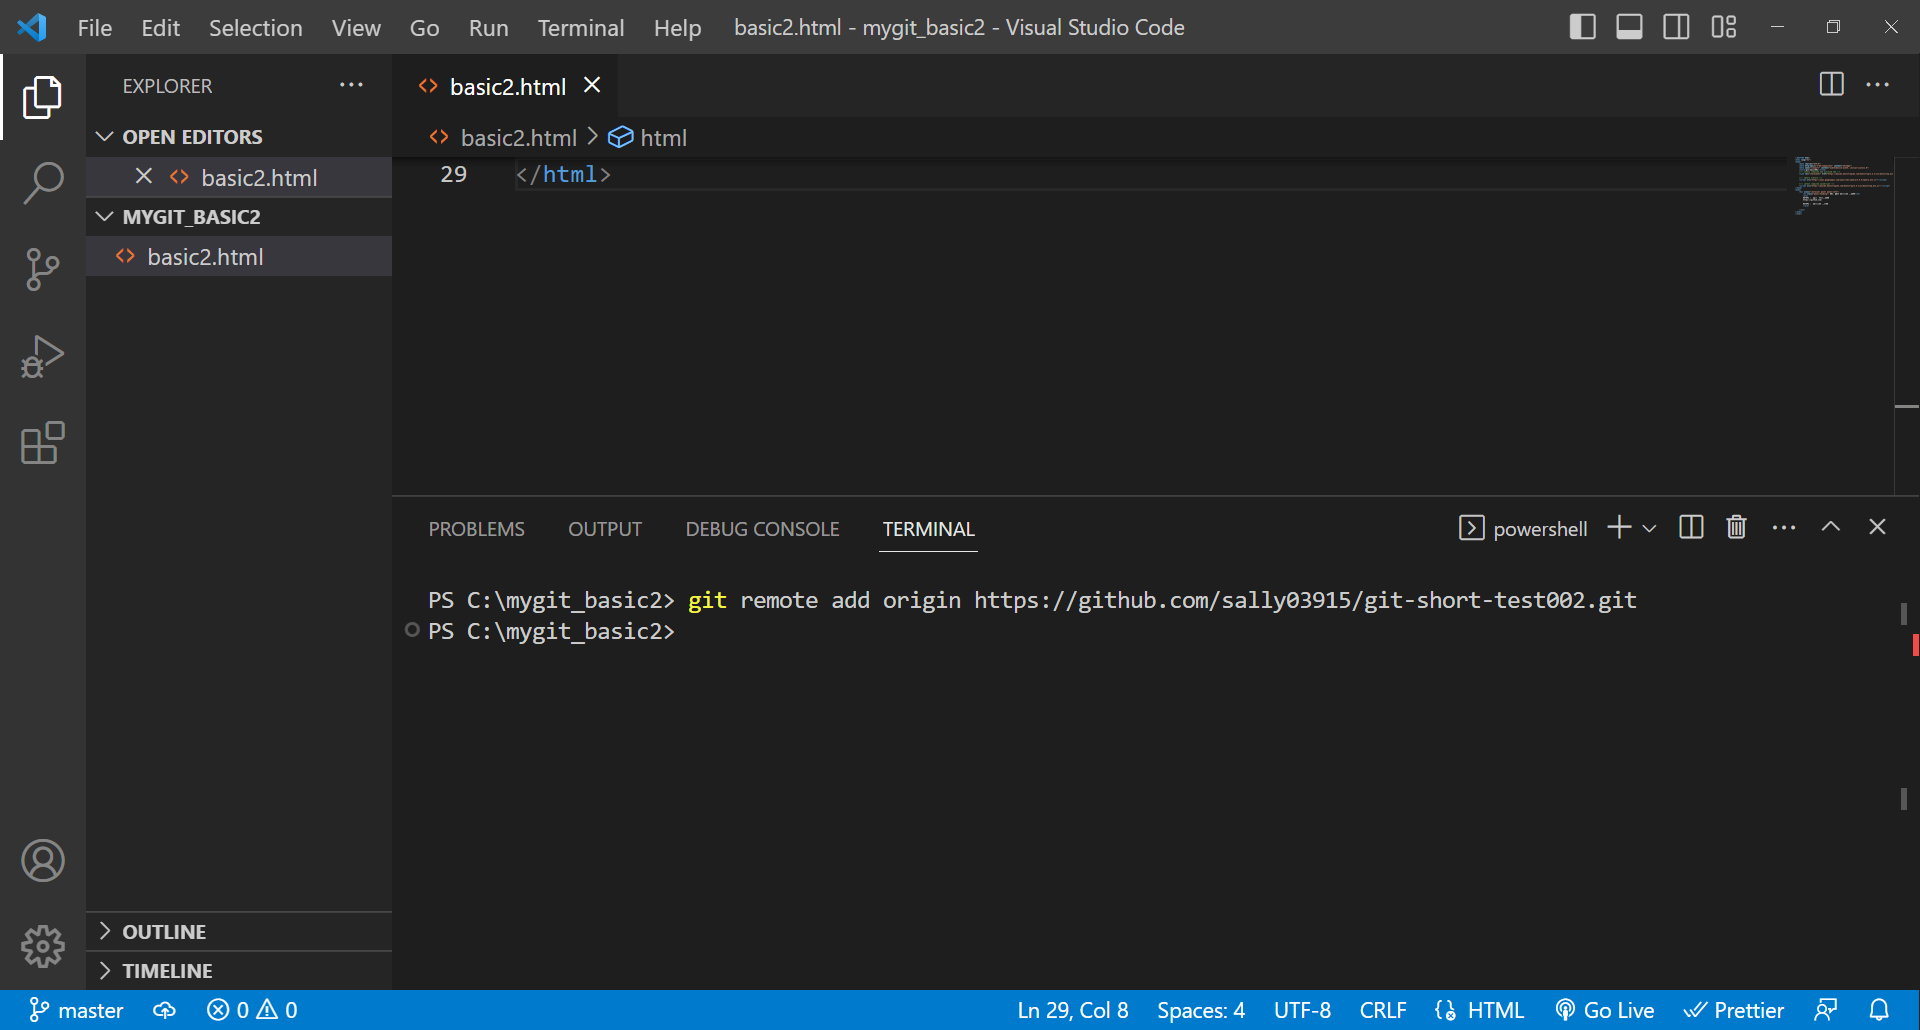 File Edit Selection View Go Run Terminal Help basic2.html - mygit_basic2 - Visual Studio Code
EXPLORER
basic2.html
OPEN EDITORS
basic2.html > html
basic2.html
29 </html>
MYGIT_BASIC2
basic2.html
PROBLEMS OUTPUT DEBUG CONSOLE TERMINAL powershell
PS C:\mygit_basic2> git remote add origin https://github.com/sally03915/git-short-test002.git
PS C:\mygit_basic2>
OUTLINE
TIMELINE
master 0 0 Ln 29, Col 8 Spaces: 4 UTF-8 CRLF HTML Go Live Prettier